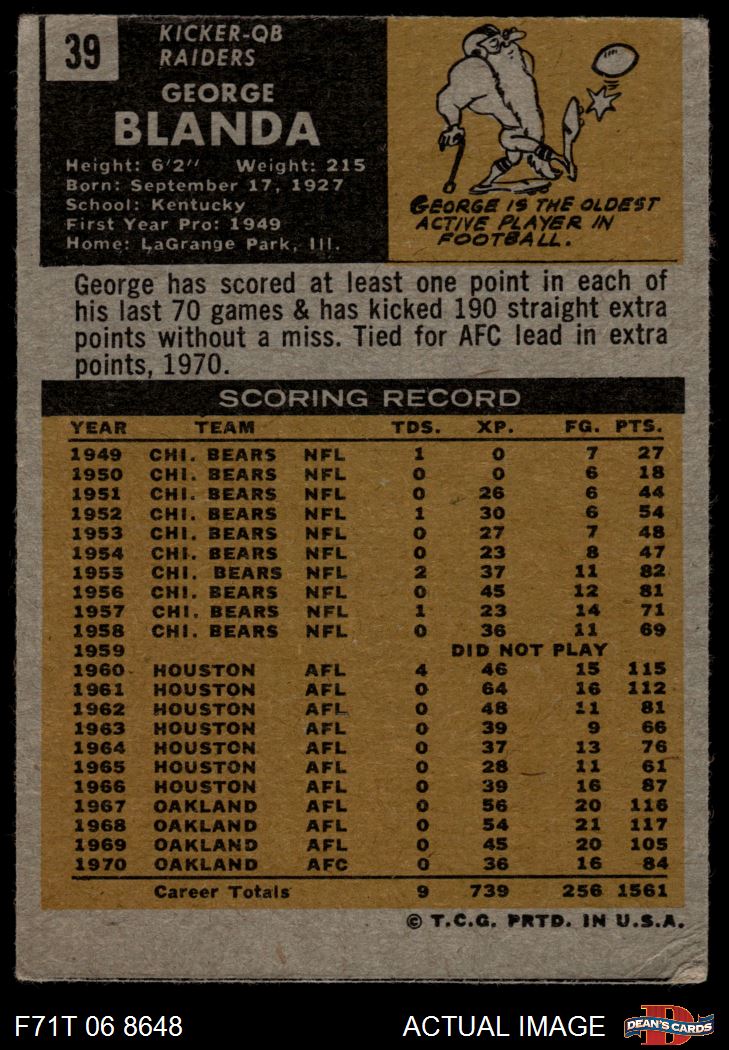 39
KICKER-QB
RAIDERS
GEORGE
BLANDA
Height: 6'2" Weight: 215
Born: September 17, 1927
School: Kentucky
First Year Pro: 1949
Home: LaGrange Park, Ill.
GEORGE IS THE OLDEST
ACTIVE PLAYER IN
FOOTBALL.
George has scored at least one point in each of
his last 70 games & has kicked 190 straight extra
points without a miss. Tied for AFC lead in extra
points, 1970.
SCORING RECORD
YEAR TEAM TDS. XP. FG. PTS.
1949 CHI. BEARS NFL 1 0 7 27
1950 CHI. BEARS NFL 0 0 6 18
1951 CHI. BEARS NFL 0 26 6 44
1952 CHI. BEARS NFL 1 30 6 54
1953 CHI. BEARS NFL 0 27 7 48
1954 CHI. BEARS NFL 0 23 8 47
1955 CHI. BEARS NFL 2 37 11 82
1956 CHI. BEARS NFL 0 45 12 81
1957 CHI. BEARS NFL 1 23 14 71
1958 CHI. BEARS NFL 0 36 11 69
1959 DID NOT PLAY
1960 HOUSTON AFL 4 46 15 115
1961 HOUSTON AFL 0 64 16 112
1962 HOUSTON AFL 0 48 11 81
1963 HOUSTON AFL 0 39 9 66
1964 HOUSTON AFL 0 37 13 76
1965 HOUSTON AFL 0 28 11 61
1966 HOUSTON AFL 0 39 16 87
1967 OAKLAND AFL 0 56 20 116
1968 OAKLAND AFL 0 54 21 117
1969 OAKLAND AFL 0 45 20 105
1970 OAKLAND AFC 0 36 16 84
Career Totals 9 739 256 1561
© T.C.G. PRTD. IN U.S.A.
F71T 06 8648 ACTUAL IMAGE
DEAN'S CARDS